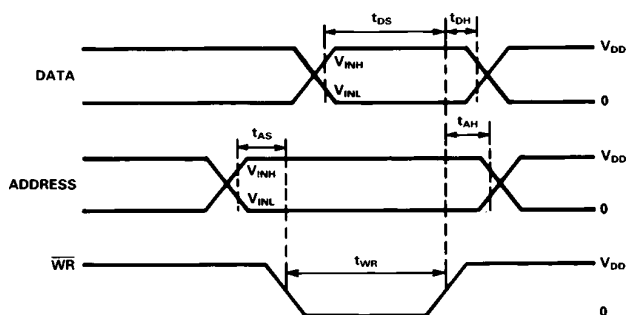 tDS
tDH
DATA
VINH
VINL
VDD
0
tAS
tAH
ADDRESS
VINH
VINL
VDD
0
WR
tWR
VDD
0